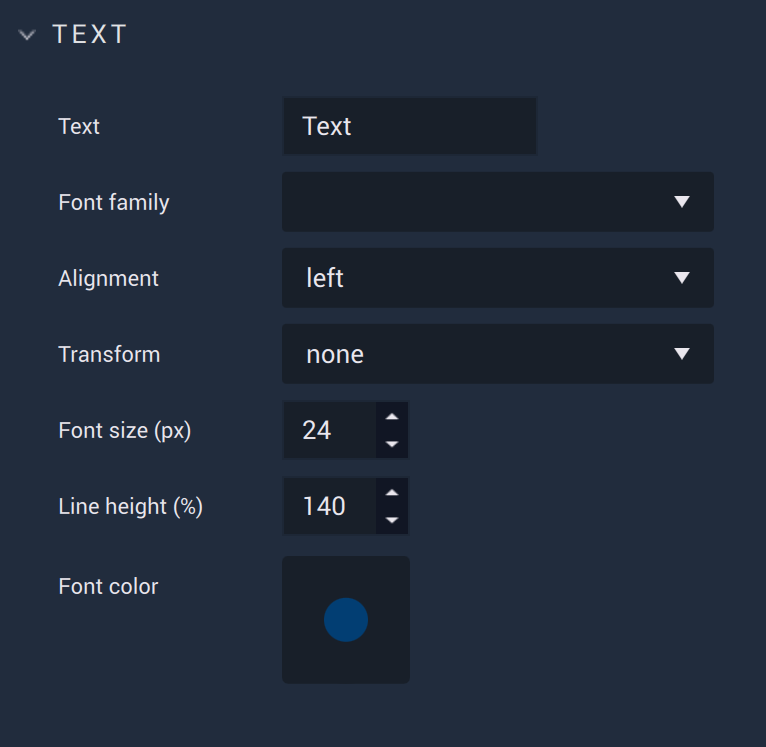 TEXT
Text Text
Font family
Alignment left
Transform none
Font size (px) 24
Line height (%) 140
Font color